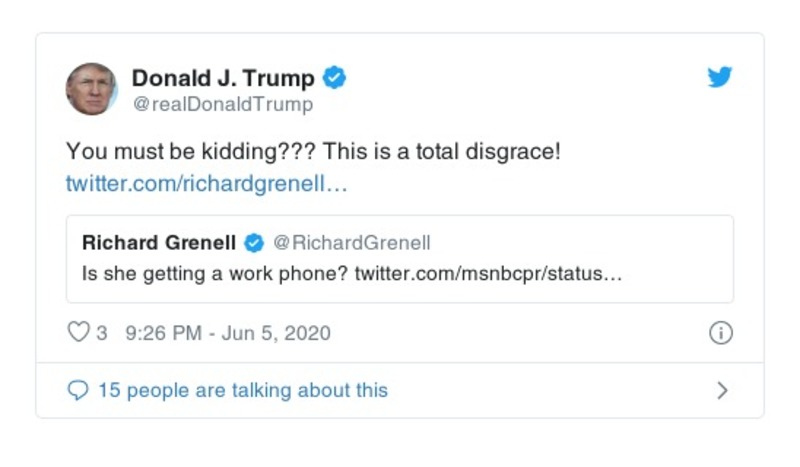 Donald J. Trump
@realDonaldTrump
You must be kidding??? This is a total disgrace!
twitter.com/richardgrenell…
Richard Grenell @RichardGrenell
Is she getting a work phone? twitter.com/msnbcpr/status…
3 9:26 PM - Jun 5, 2020
15 people are talking about this